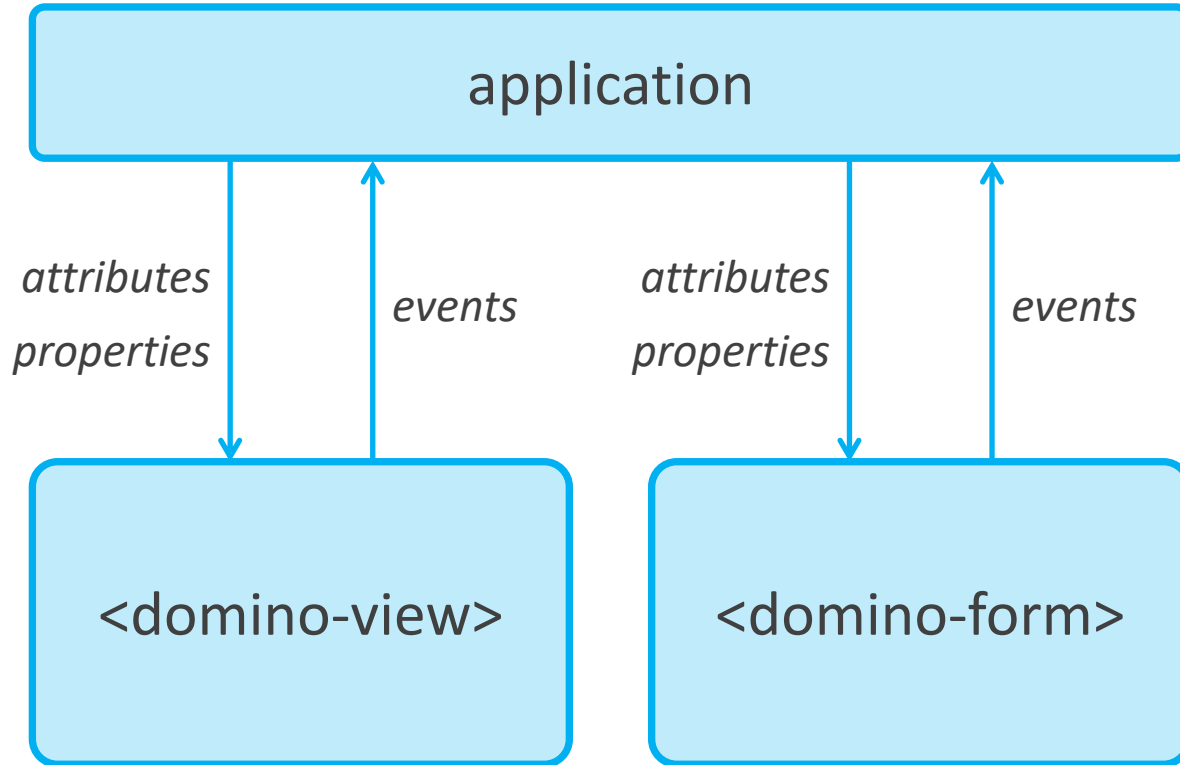 application
attributes
properties
events
attributes
properties
events
<domino-view>
<domino-form>